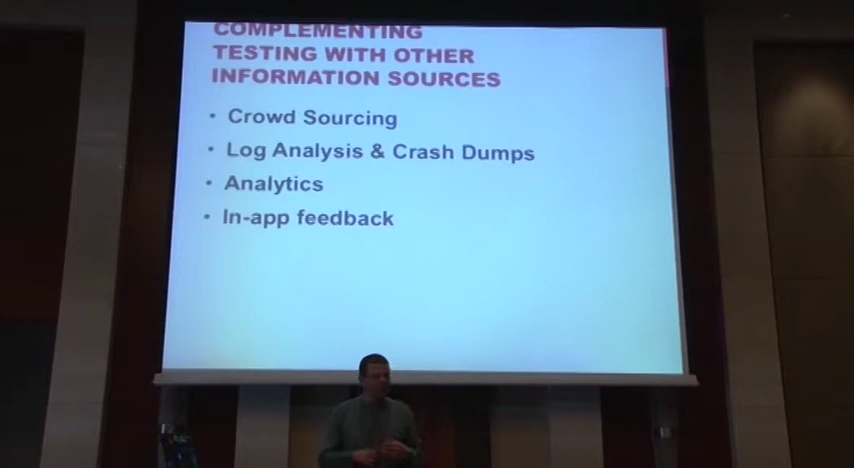 COMPLEMENTING
TESTING WITH OTHER
INFORMATION SOURCES
• Crowd Sourcing
• Log Analysis & Crash Dumps
• Analytics
• In-app feedback